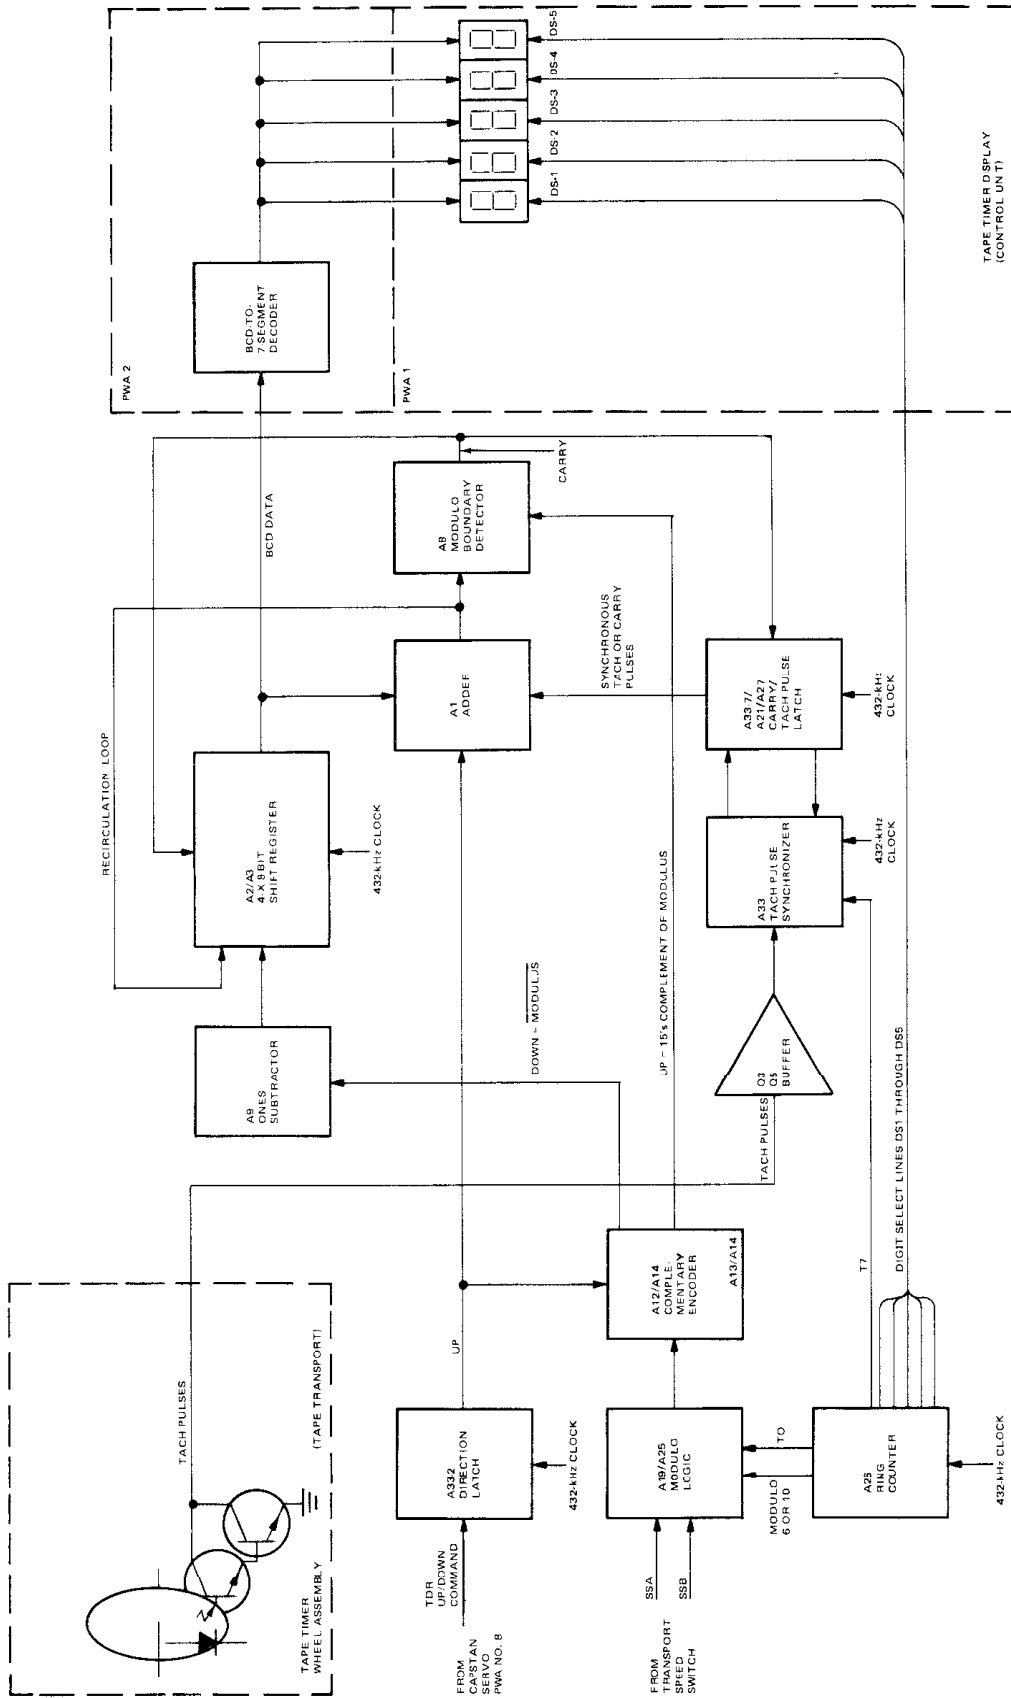 TAPE TIMER
WHEEL ASSEMBLY
(TAPE TRANSPORT)
TACH PULSES
FROM
CAPSTAN
SERVO
PWA NO. 8
TDR
UP/DOWN
COMMAND
A33-2
DIRECTION
LATCH
432-kHz CLOCK
UP
FROM
TRANSPORT
SPEED
SWITCH
SSA
SSB
A19/A25
MODULO
LOGIC
MODULO
6 OR 10
TO
A26
RING
COUNTER
432-kHz CLOCK
A12/A14
COMPLE-
MENTARY
ENCODER
A13/A14
T7
DIGIT SELECT LINES DS1 THROUGH DS5
A9
ONES
SUBTRACTOR
DOWN = MODULUS
UP = 15's COMPLEMENT OF MODULUS
TACH PULSES
Q3
Q5
BUFFER
RECIRCULATION LOOP
A2/A3
4-X 8-BIT
SHIFT REGISTER
432-kHz CLOCK
A33
TACH PULSE
SYNCHRONIZER
432-kHz
CLOCK
A33-7/
A21/A27
CARRY/
TACH PULSE
LATCH
432-kHz
CLOCK
A1
ADDER
SYNCHRONOUS
TACH OR CARRY
PULSES
BCD DATA
A8
MODULO
BOUNDARY
DETECTOR
CARRY
PWA 2
BCD-TO-
7-SEGMENT
DECODER
PWA 1
DS-1
DS-2
DS-3
DS-4
DS-5
TAPE TIMER DISPLAY
(CONTROL UNIT)